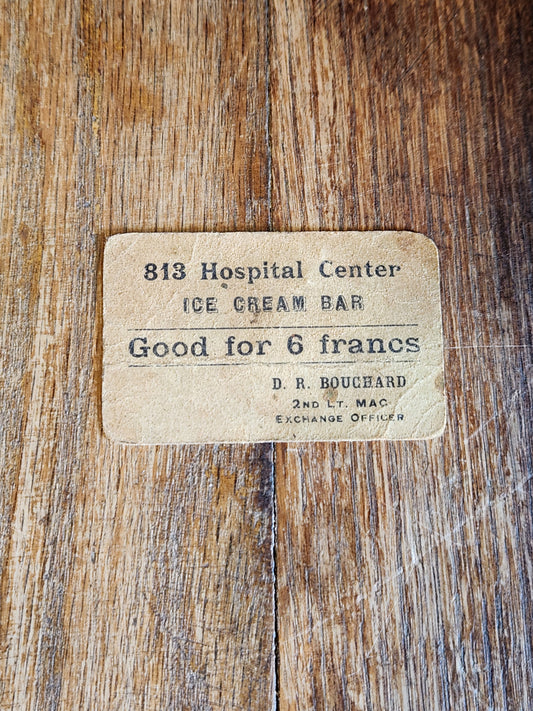 813 Hospital Center
ICE CREAM BAR
Good for 6 francs
D. R. BOUCHARD
2ND LT. MAC
EXCHANGE OFFICER